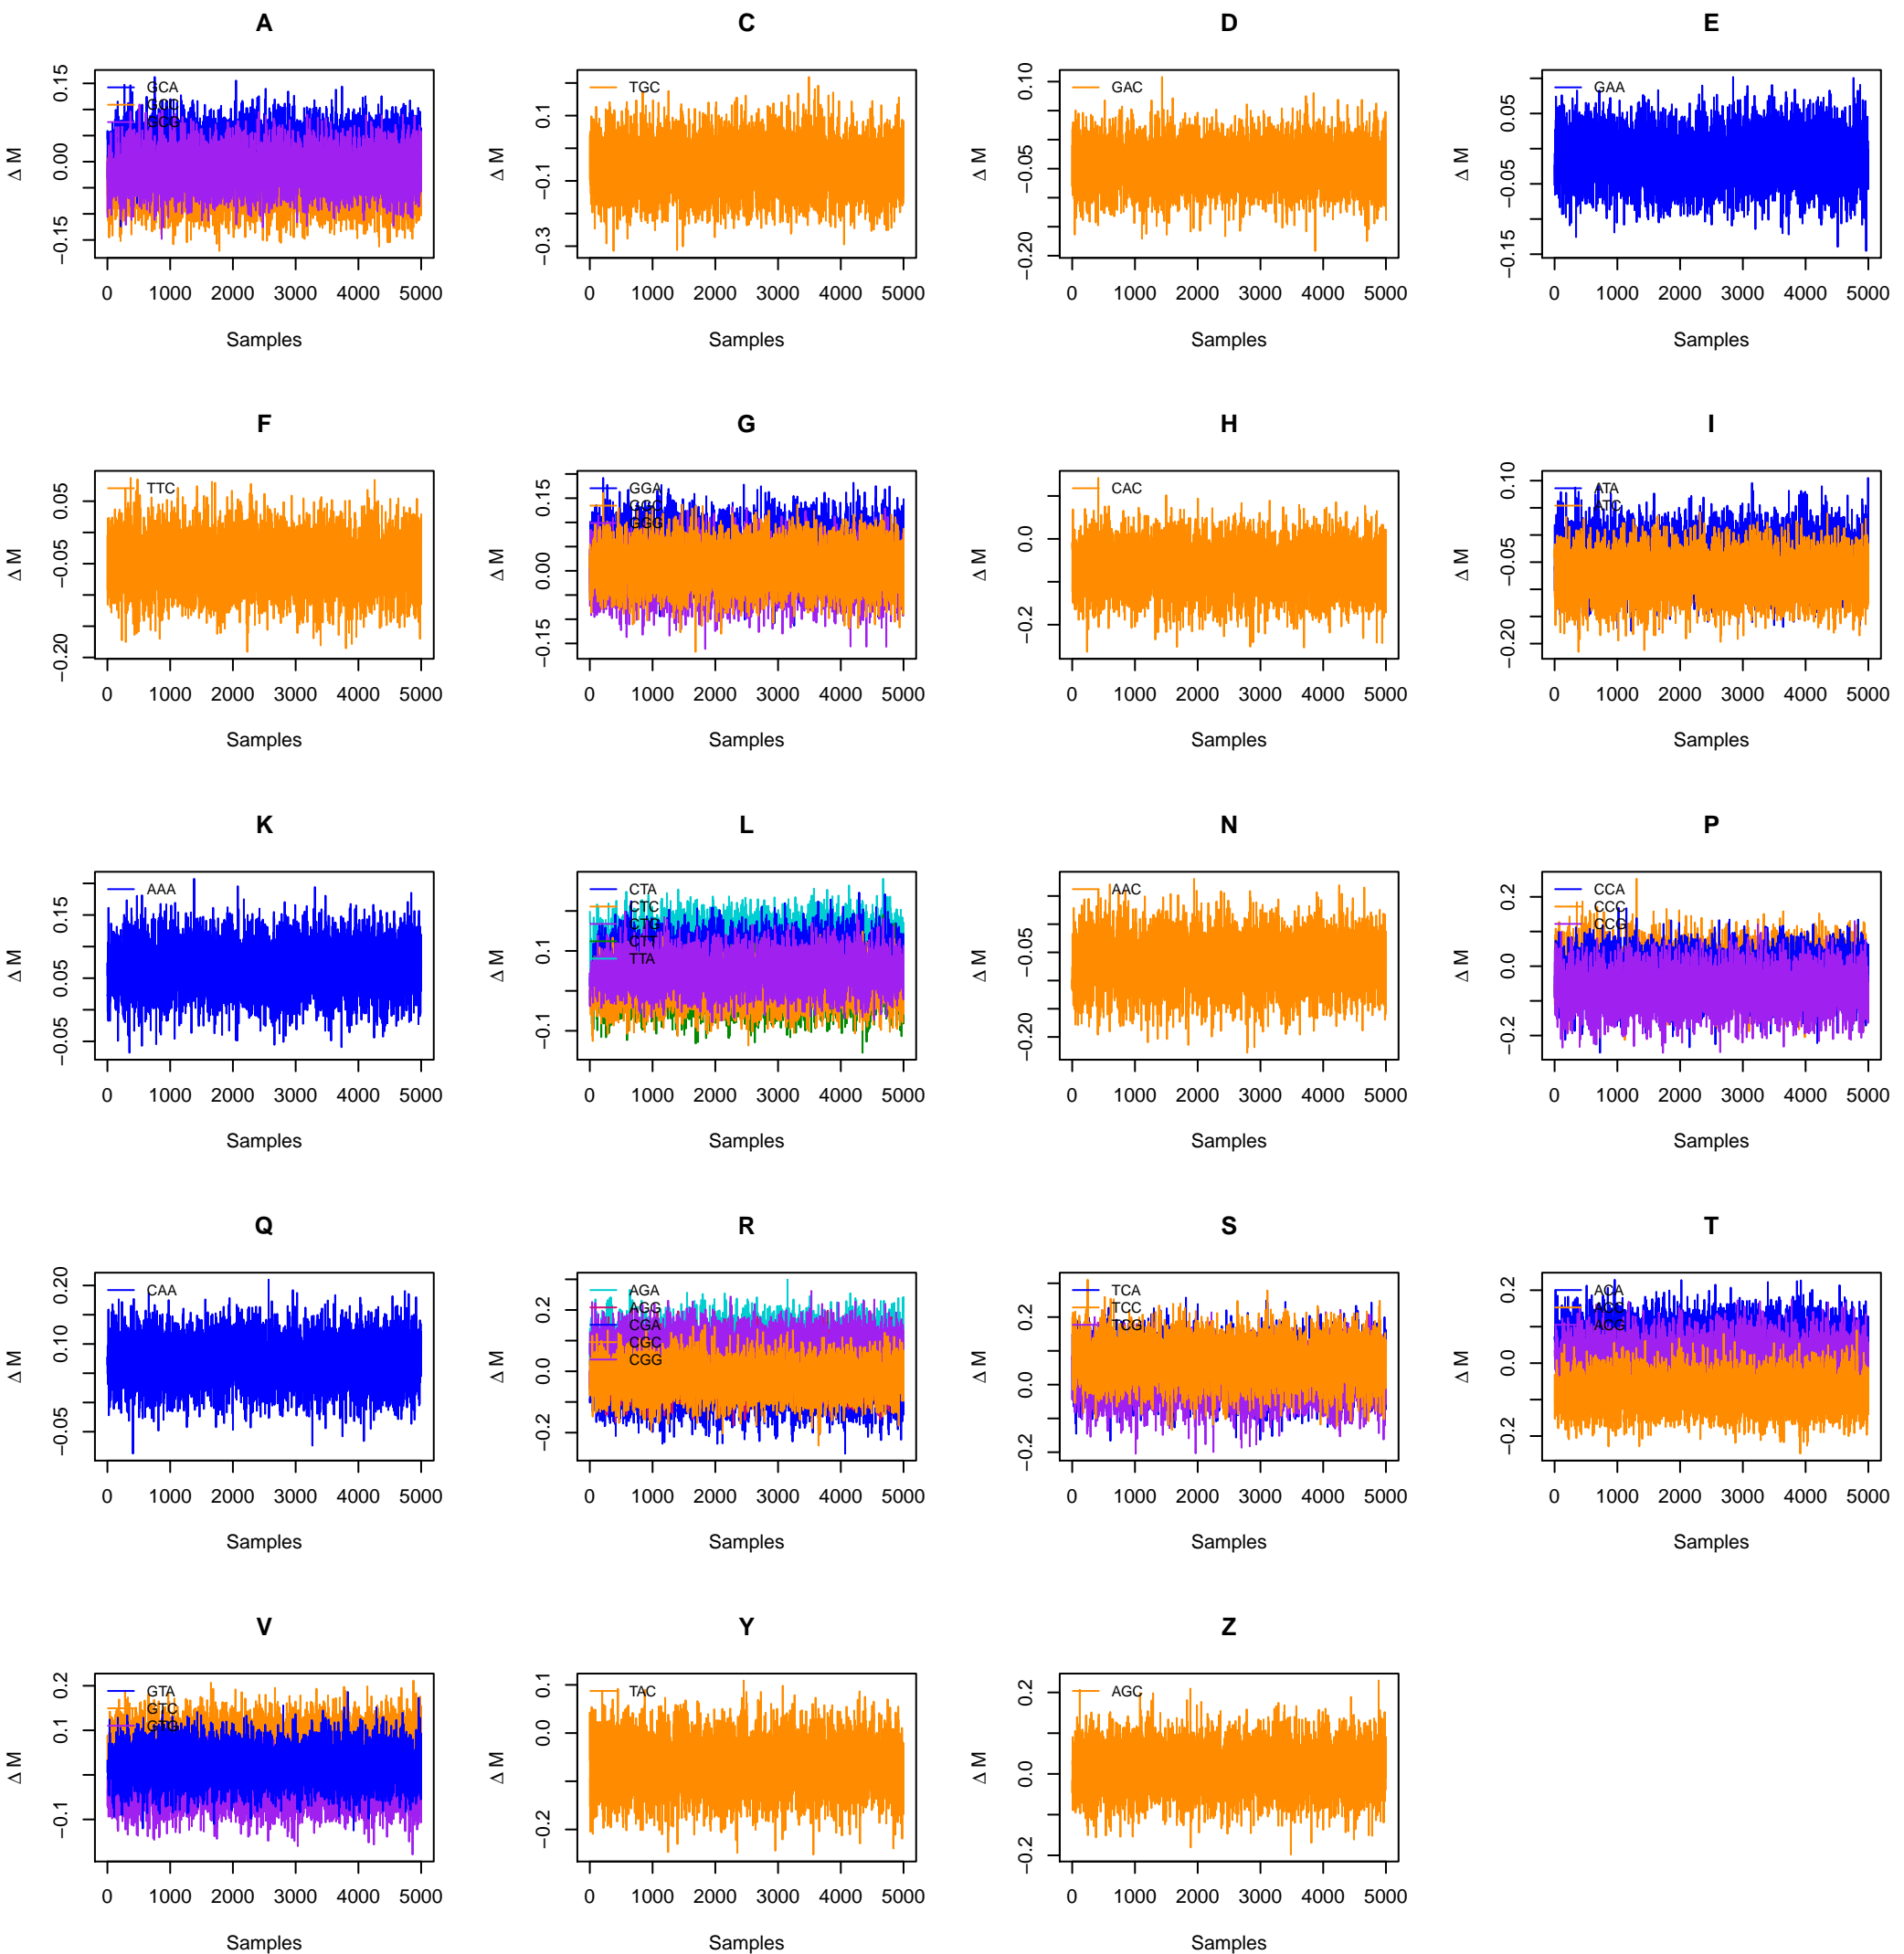 A
C
D
E
ΔM
0.15
0.00
−0.15
GCA
GCC
GCG
0 1000 2000 3000 4000 5000
Samples
ΔM
0.1
−0.1
−0.3
TGC
0 1000 2000 3000 4000 5000
Samples
ΔM
0.10
−0.05
−0.20
GAC
0 1000 2000 3000 4000 5000
Samples
ΔM
0.05
−0.05
−0.15
GAA
0 1000 2000 3000 4000 5000
Samples
F
G
H
I
ΔM
0.05
−0.05
−0.20
TTC
0 1000 2000 3000 4000 5000
Samples
ΔM
0.15
0.00
−0.15
GGA
GGC
GGG
0 1000 2000 3000 4000 5000
Samples
ΔM
0.0
−0.2
CAC
0 1000 2000 3000 4000 5000
Samples
ΔM
0.10
−0.05
−0.20
ATA
ATC
0 1000 2000 3000 4000 5000
Samples
K
L
N
P
ΔM
0.15
0.05
−0.05
AAA
0 1000 2000 3000 4000 5000
Samples
ΔM
0.1
−0.1
CTA
CTC
CTG
CTT
TTA
0 1000 2000 3000 4000 5000
Samples
ΔM
−0.05
−0.20
AAC
0 1000 2000 3000 4000 5000
Samples
ΔM
0.2
0.0
−0.2
CCA
CCC
CCG
0 1000 2000 3000 4000 5000
Samples
Q
R
S
T
ΔM
0.20
0.10
−0.05
CAA
0 1000 2000 3000 4000 5000
Samples
ΔM
0.2
0.0
−0.2
AGA
AGG
CGA
CGC
CGG
0 1000 2000 3000 4000 5000
Samples
ΔM
0.2
0.0
−0.2
TCA
TCC
TCG
0 1000 2000 3000 4000 5000
Samples
ΔM
0.2
0.0
−0.2
ACA
ACC
ACG
0 1000 2000 3000 4000 5000
Samples
V
Y
Z
ΔM
0.2
0.1
−0.1
GTA
GTC
GTG
0 1000 2000 3000 4000 5000
Samples
ΔM
0.1
0.0
−0.2
TAC
0 1000 2000 3000 4000 5000
Samples
ΔM
0.2
0.0
−0.2
AGC
0 1000 2000 3000 4000 5000
Samples